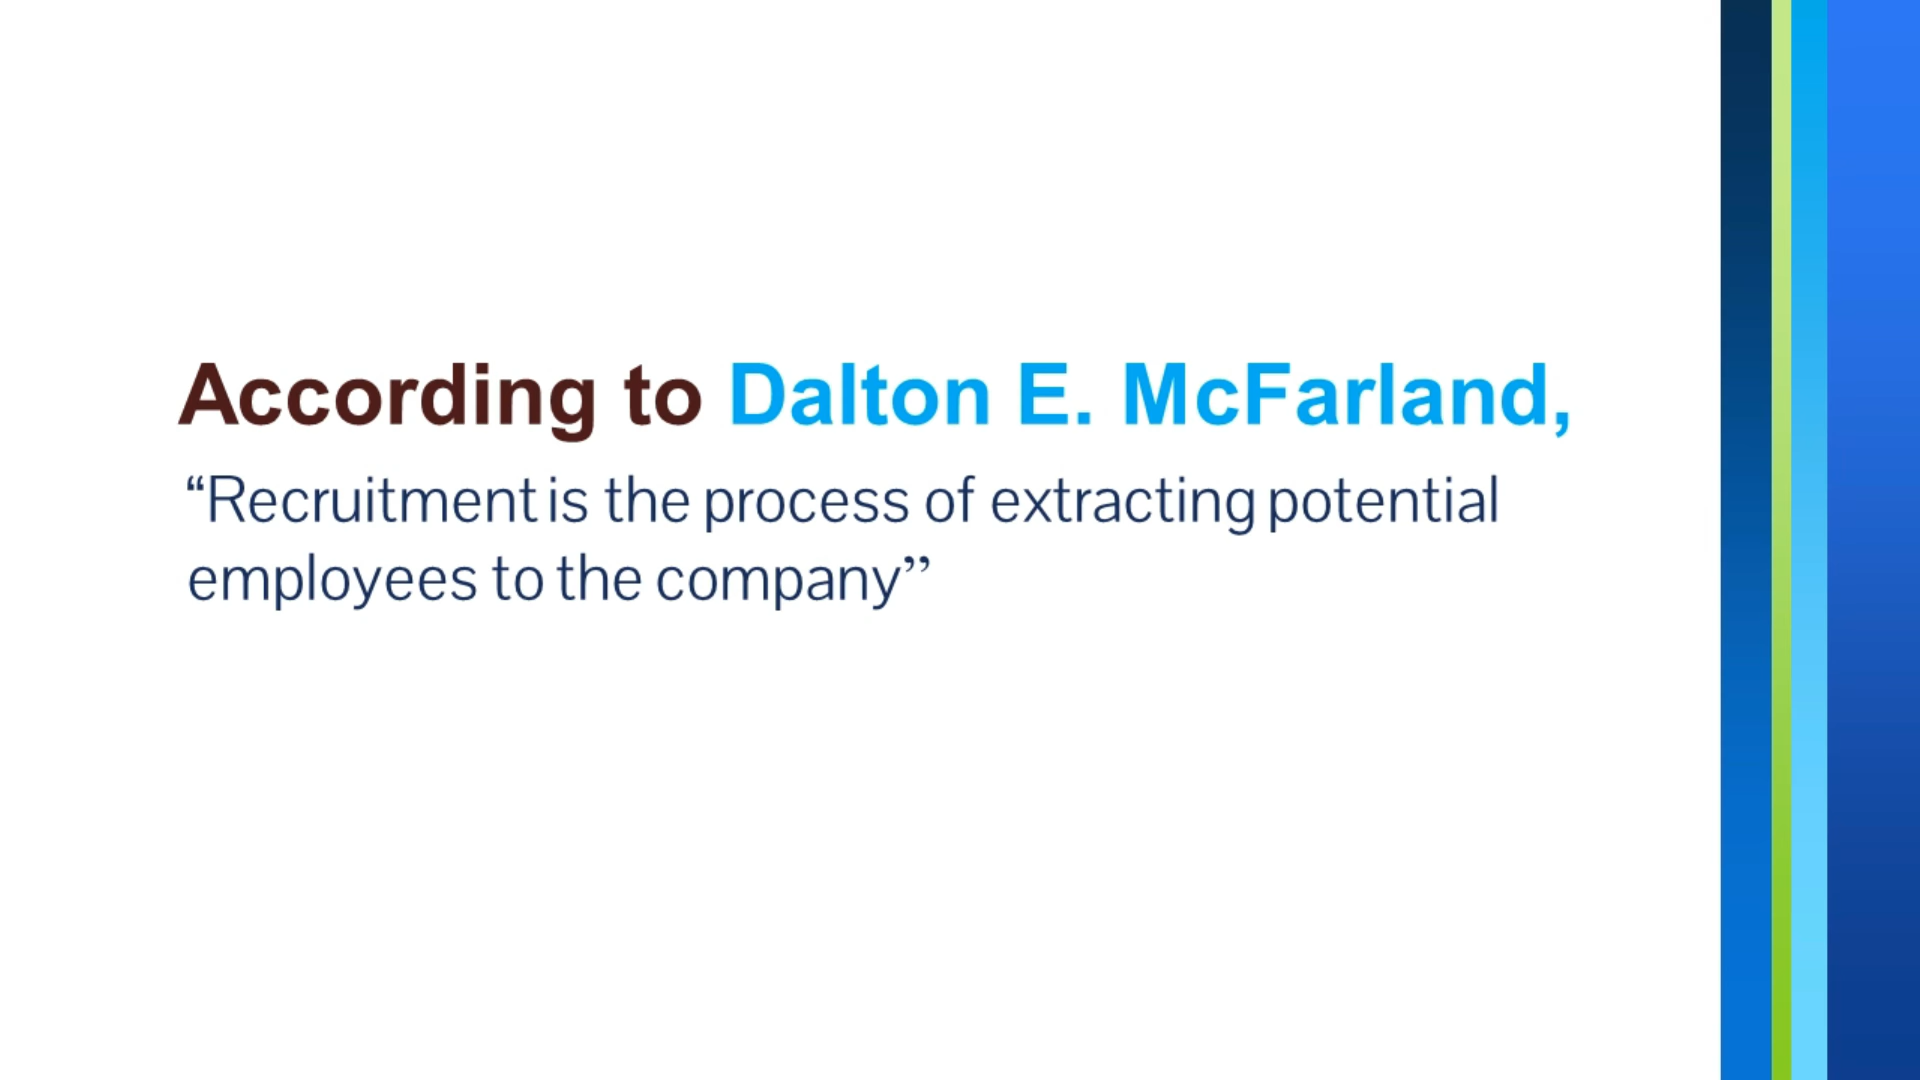 According to Dalton E. McFarland,
“Recruitment is the process of extracting potential
employees to the company”